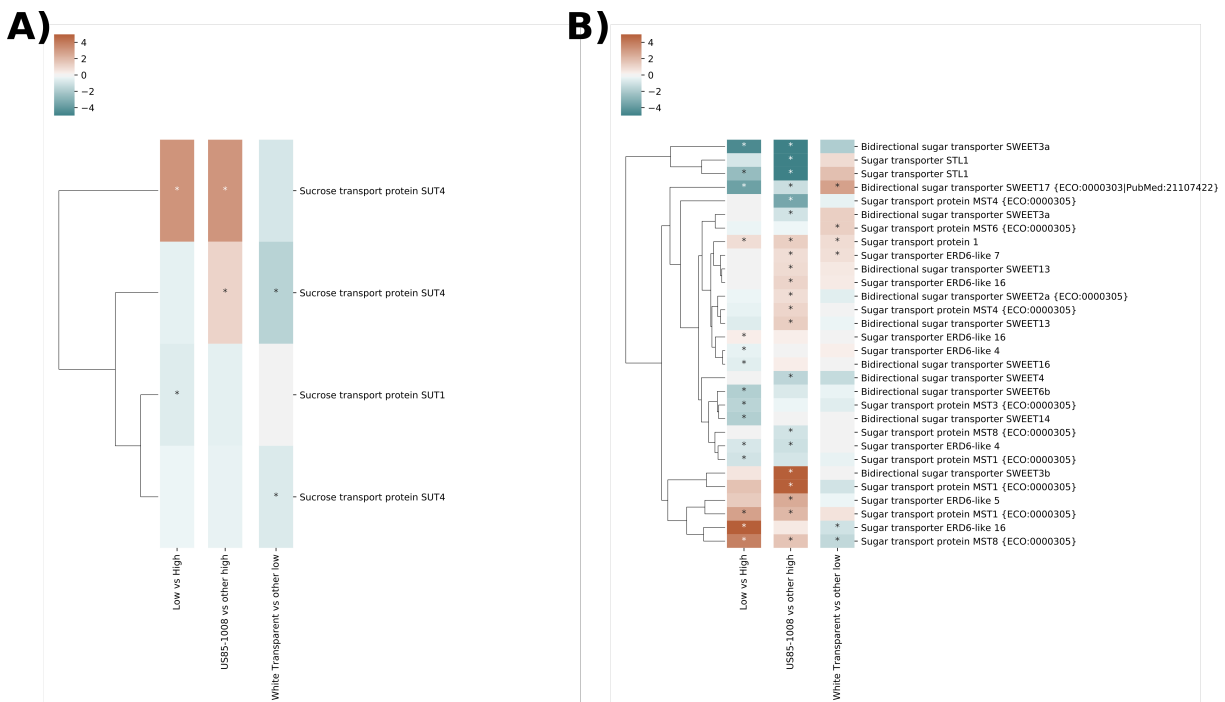 A)
4
2
0
−2
−4
Sucrose transport protein SUT4
Sucrose transport protein SUT4
Sucrose transport protein SUT1
Sucrose transport protein SUT4
Low vs High
US85-1008 vs other high
White Transparent vs other low
B)
4
2
0
−2
−4
Bidirectional sugar transporter SWEET3a
Sugar transporter STL1
Sugar transporter STL1
Bidirectional sugar transporter SWEET17 {ECO:0000303|PubMed:21107422}
Sugar transport protein MST4 {ECO:0000305}
Bidirectional sugar transporter SWEET3a
Sugar transport protein MST6 {ECO:0000305}
Sugar transport protein 1
Sugar transporter ERD6-like 7
Bidirectional sugar transporter SWEET13
Sugar transporter ERD6-like 16
Bidirectional sugar transporter SWEET2a {ECO:0000305}
Sugar transport protein MST4 {ECO:0000305}
Bidirectional sugar transporter SWEET13
Sugar transporter ERD6-like 16
Sugar transporter ERD6-like 4
Bidirectional sugar transporter SWEET16
Bidirectional sugar transporter SWEET4
Bidirectional sugar transporter SWEET6b
Sugar transport protein MST3 {ECO:0000305}
Bidirectional sugar transporter SWEET14
Sugar transport protein MST8 {ECO:0000305}
Sugar transporter ERD6-like 4
Sugar transport protein MST1 {ECO:0000305}
Bidirectional sugar transporter SWEET3b
Sugar transport protein MST1 {ECO:0000305}
Sugar transporter ERD6-like 5
Sugar transport protein MST1 {ECO:0000305}
Sugar transporter ERD6-like 16
Sugar transport protein MST8 {ECO:0000305}
Low vs High
US85-1008 vs other high
White Transparent vs other low